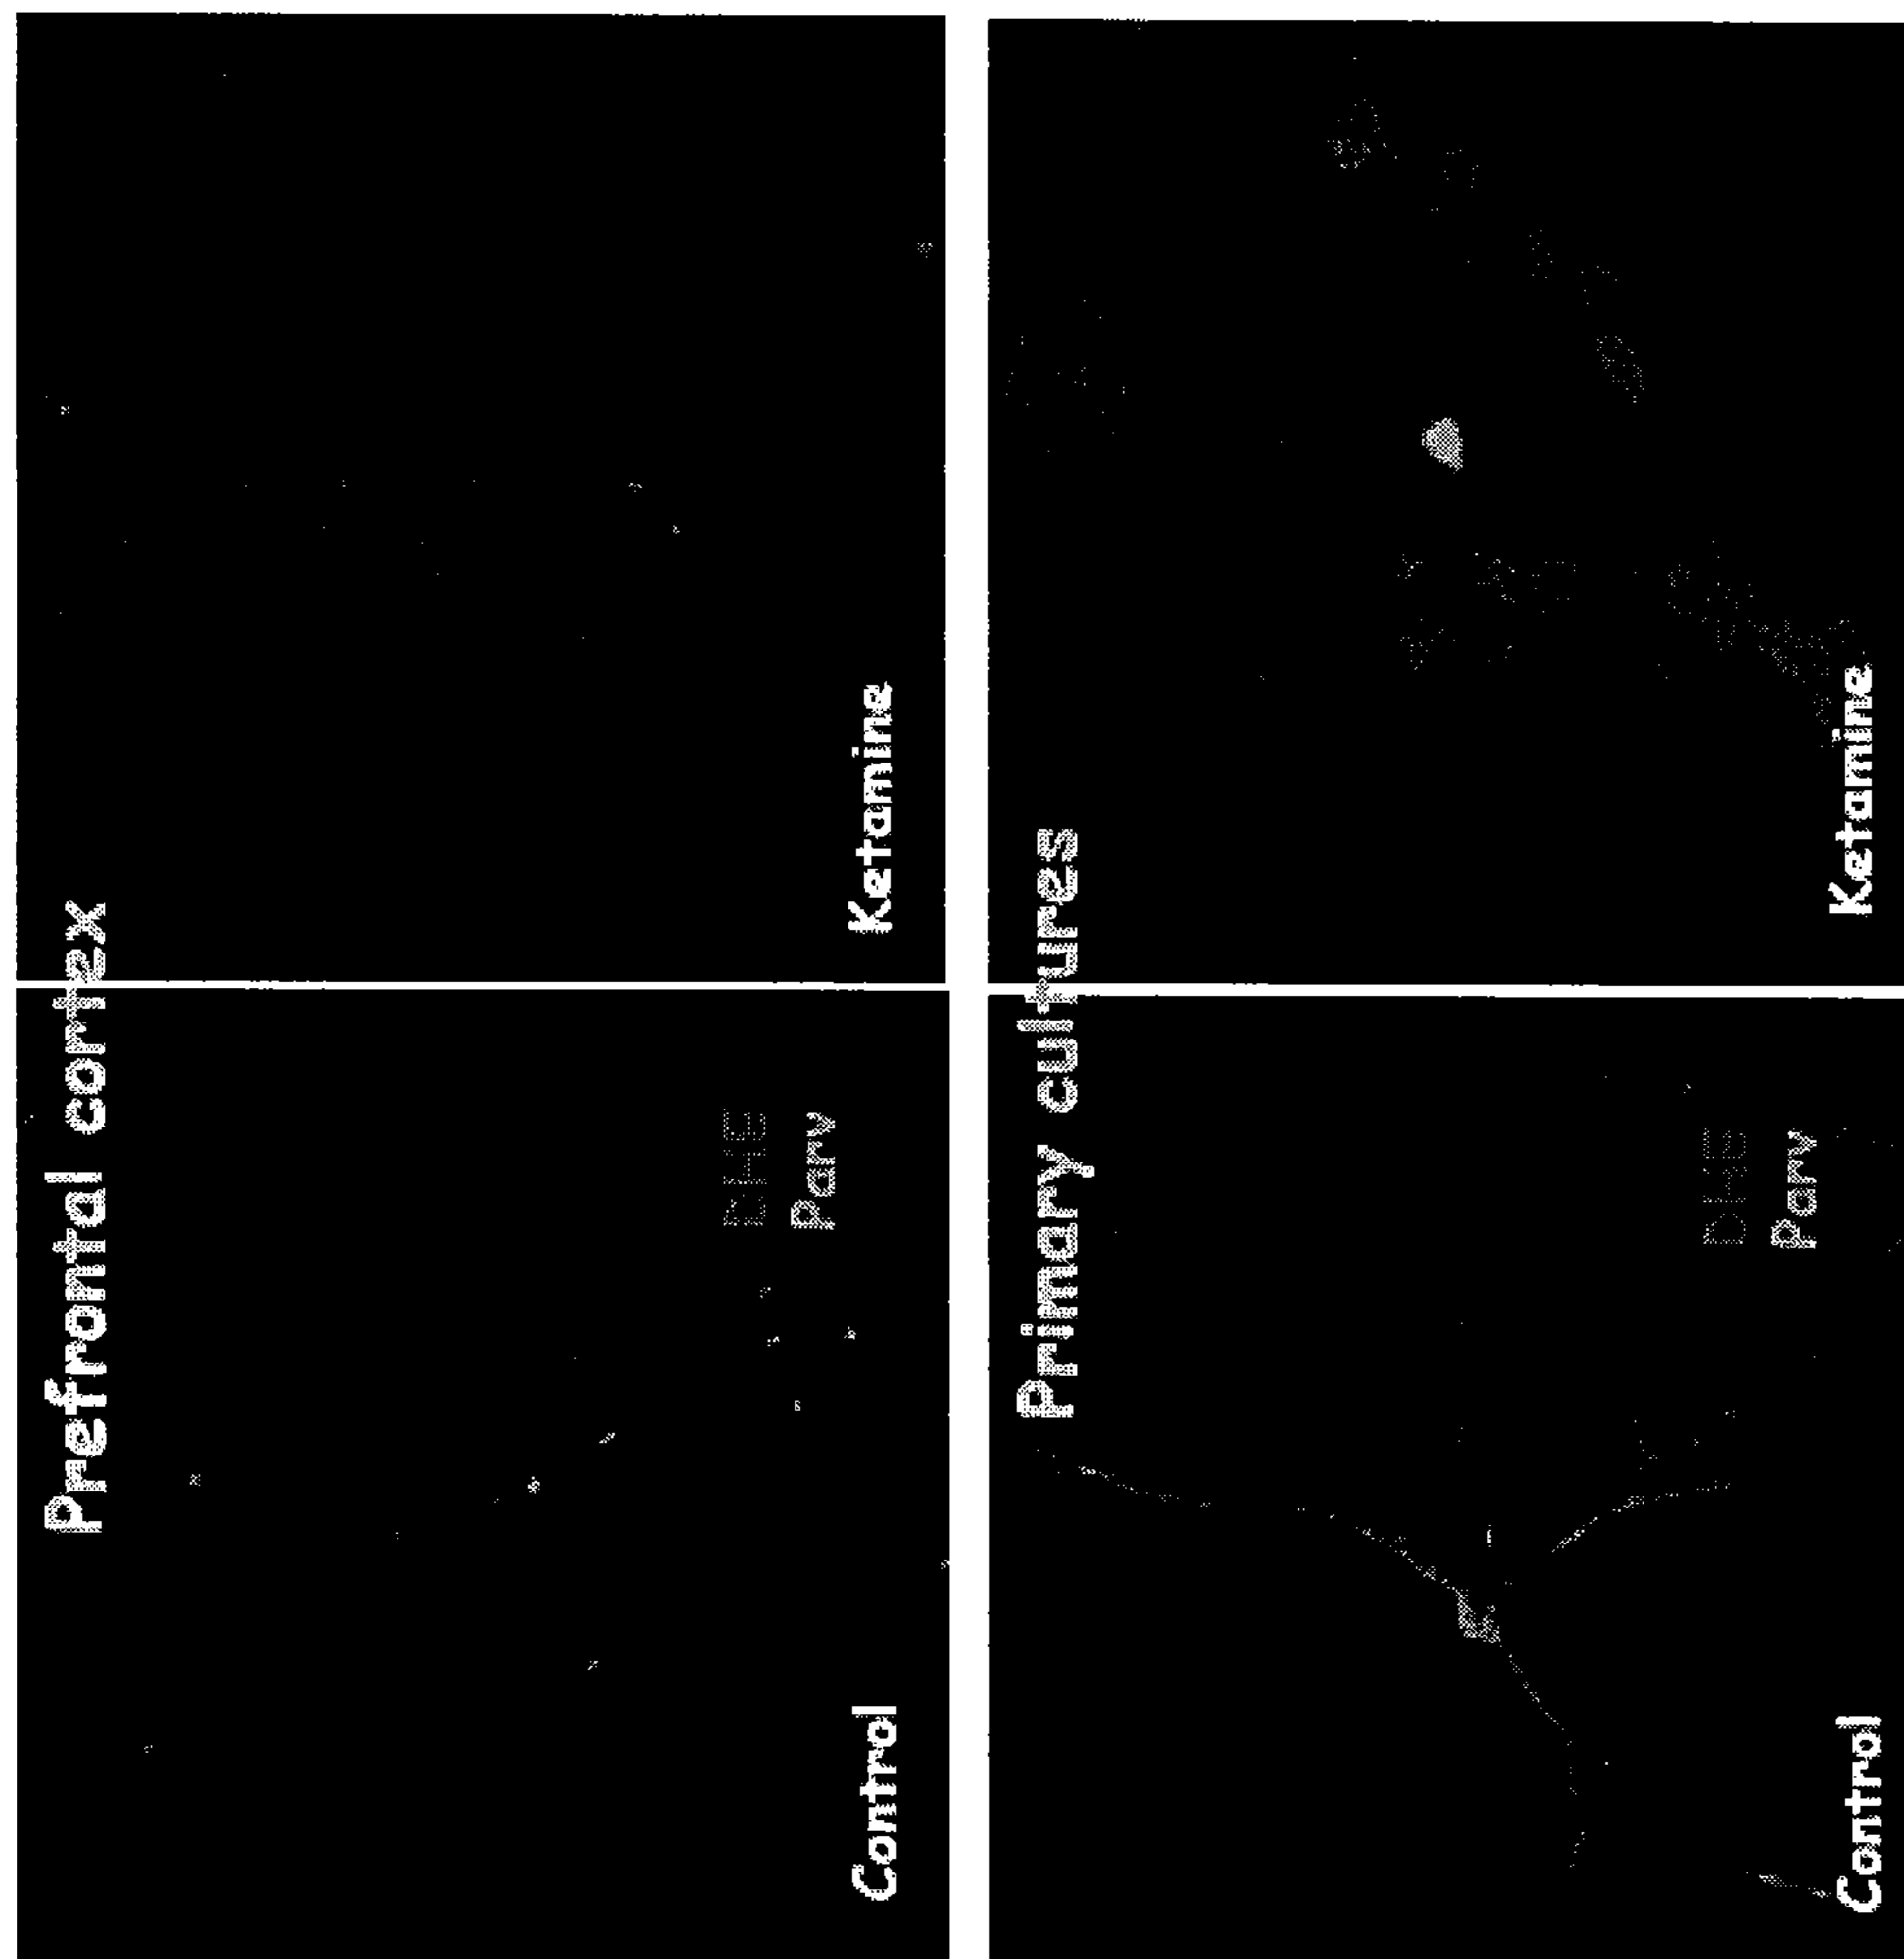 Prefrontal cortex
DHE
Parv
Control
Ketamine
Primary cultures
DHE
Parv
Control
Ketamine